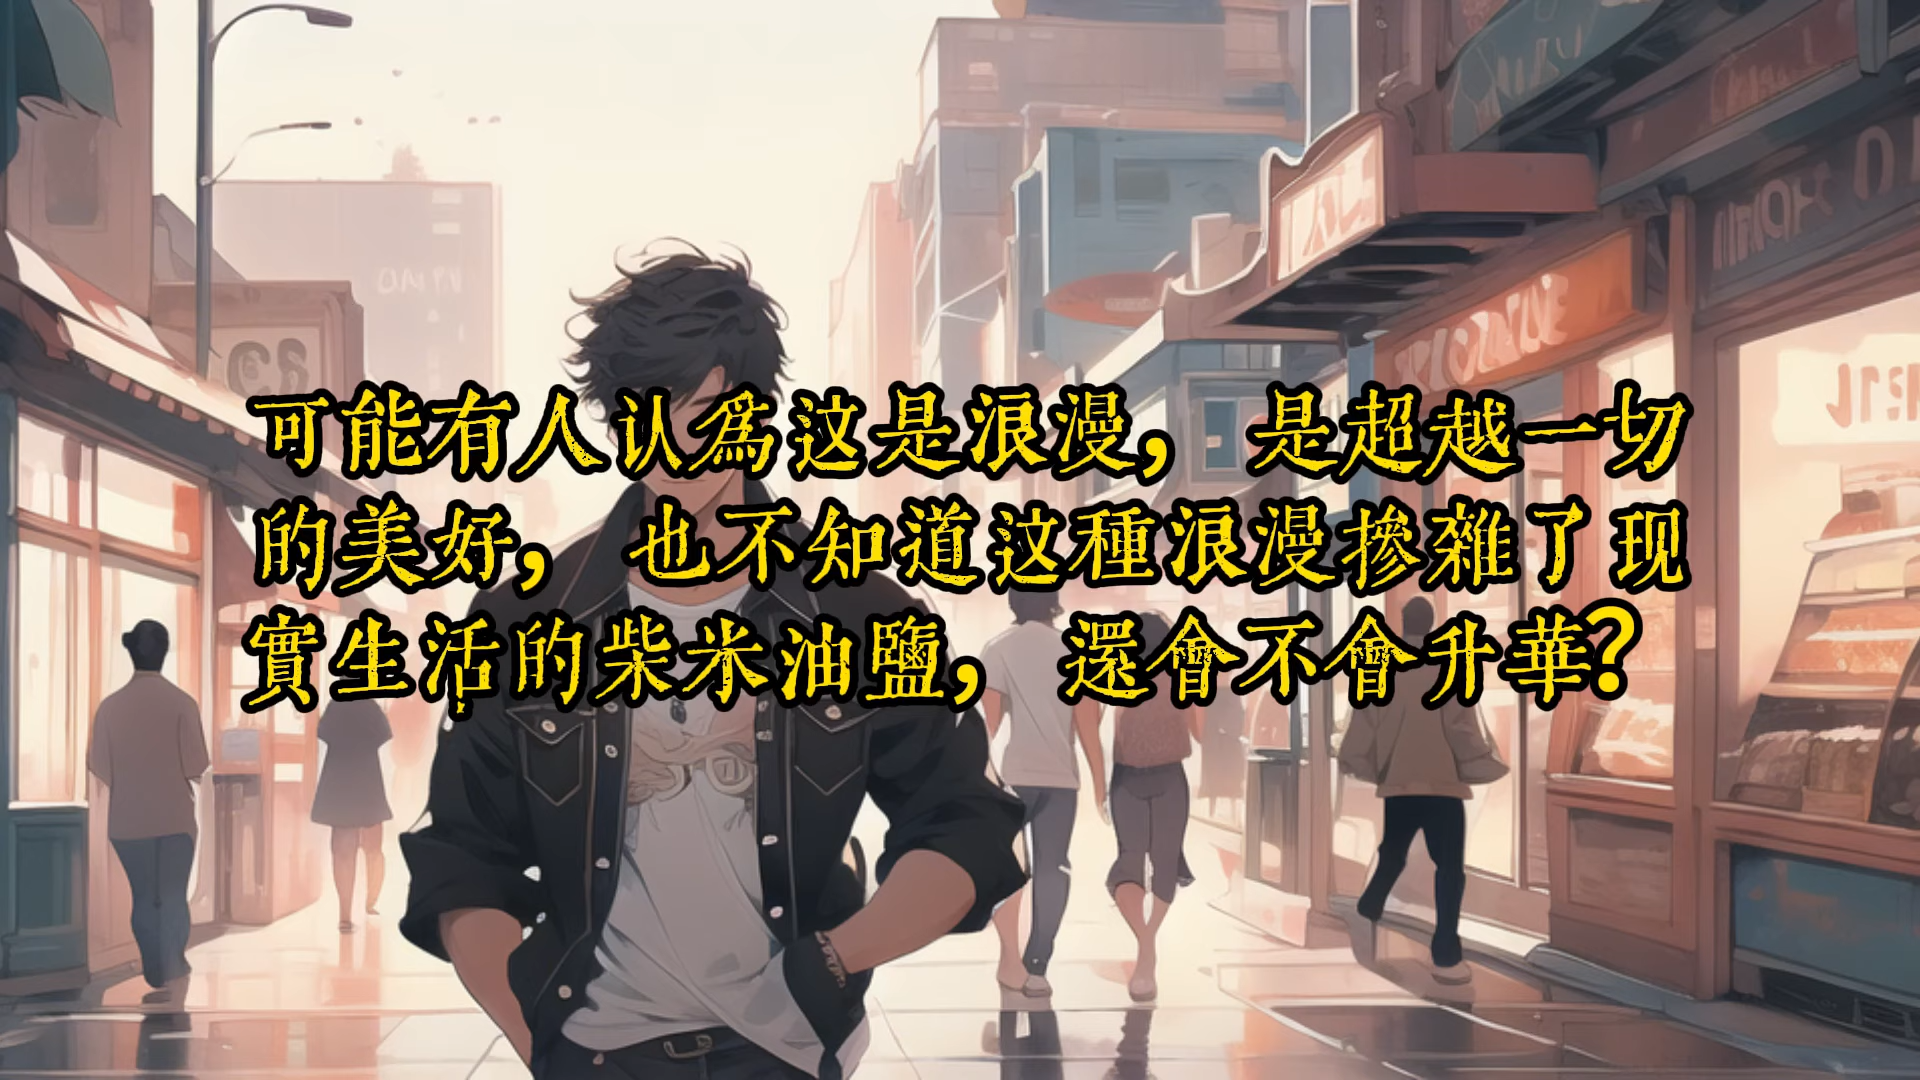 可能有人认爲这是浪漫，是超越一切
的美好，也不知道这種浪漫摻雜了现
實生活的柴米油鹽，還會不會升華？